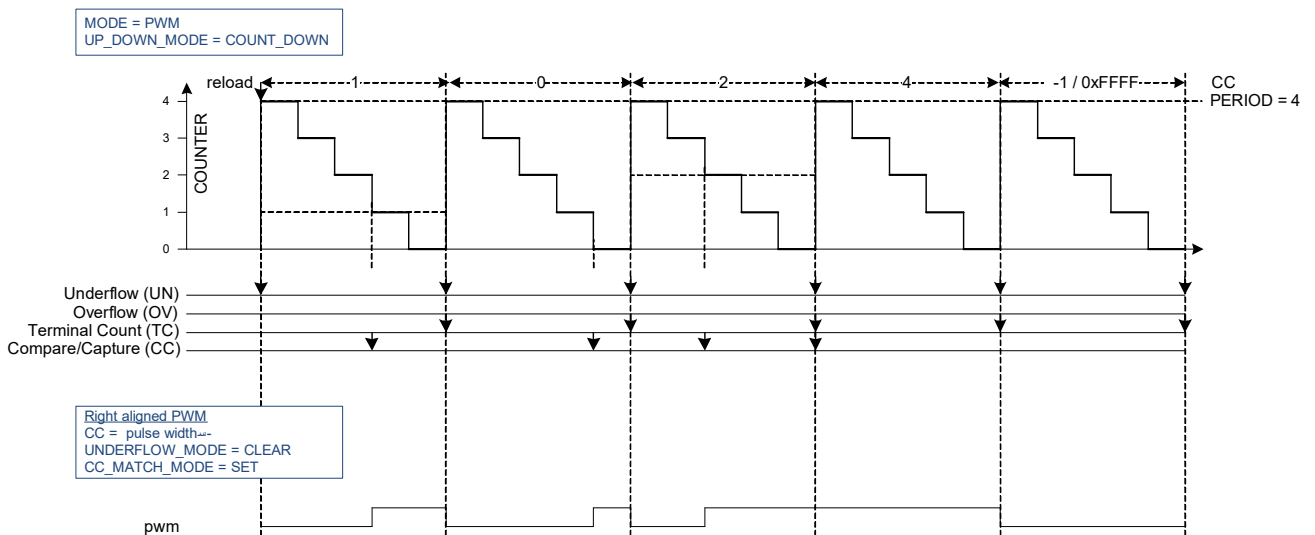 MODE = PWM
UP_DOWN_MODE = COUNT_DOWN
reload
1
0
2
4
-1 / 0xFFFF
CC
PERIOD = 4
4
3
2
1
0
COUNTER
Underflow (UN)
Overflow (OV)
Terminal Count (TC)
Compare/Capture (CC)
Right aligned PWM
CC = pulse width
UNDERFLOW_MODE = CLEAR
CC_MATCH_MODE = SET
pwm